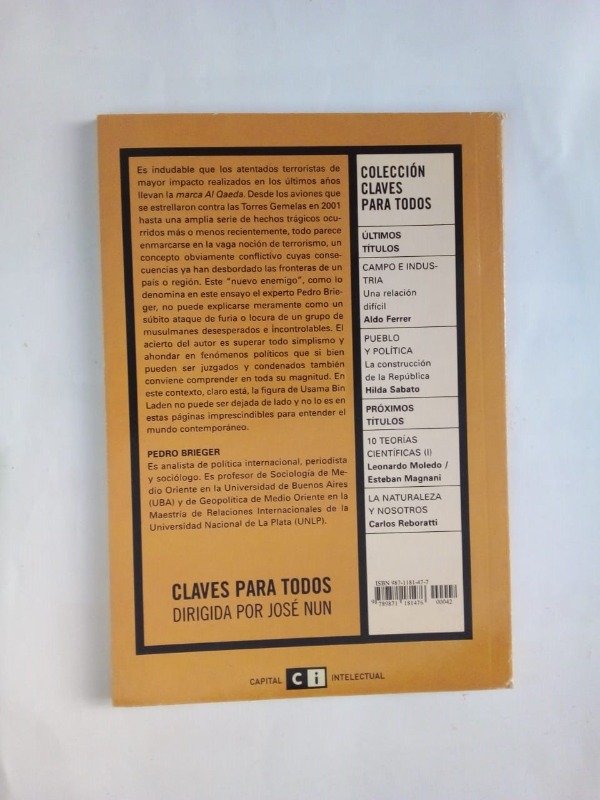 Es indudable que los atentados terroristas de
mayor impacto realizados en los últimos años
llevan la marca Al Qaeda. Desde los aviones que
se estrellaron contra las Torres Gemelas en 2001
hasta una amplia serie de hechos trágicos ocu-
rridos más o menos recientemente, todo parece
enmarcarse en la vaga noción de terrorismo, un
concepto obviamente conflictivo cuyas conse-
cuencias ya han desbordado las fronteras de un
país o región. Este "nuevo enemigo", como lo
denomina en este ensayo el experto Pedro Brie-
ger, no puede explicarse meramente como un
súbito ataque de furia o locura de un grupo de
musulmanes desesperados e incontrolables. El
acierto del autor es superar todo simplismo y
ahondar en fenómenos políticos que si bien
pueden ser juzgados y condenados también
conviene comprender en toda su magnitud. En
este contexto, claro está, la figura de Usama Bin
Laden no puede ser dejada de lado y no lo es en
estas páginas imprescindibles para entender el
mundo contemporáneo.
PEDRO BRIEGER
Es analista de política internacional, periodista
y sociólogo. Es profesor de Sociología de Me-
dio Oriente en la Universidad de Buenos Aires
(UBA) y de Geopolítica de Medio Oriente en la
Maestría de Relaciones Internacionales de la
Universidad Nacional de La Plata (UNLP).
CLAVES PARA TODOS
DIRIGIDA POR JOSÉ NUN
COLECCIÓN
CLAVES
PARA TODOS
ÚLTIMOS
TÍTULOS
CAMPO E INDUS-
TRIA
Una relación
difícil
Aldo Ferrer
PUEBLO
Y POLÍTICA
La construcción
de la República
Hilda Sabato
PRÓXIMOS
TÍTULOS
10 TEORÍAS
CIENTÍFICAS (I)
Leonardo Moledo /
Esteban Magnani
LA NATURALEZA
Y NOSOTROS
Carlos Reboratti
ISBN 987-1181-47-7
9 789871 181476 00042
CAPITAL Ci INTELECTUAL